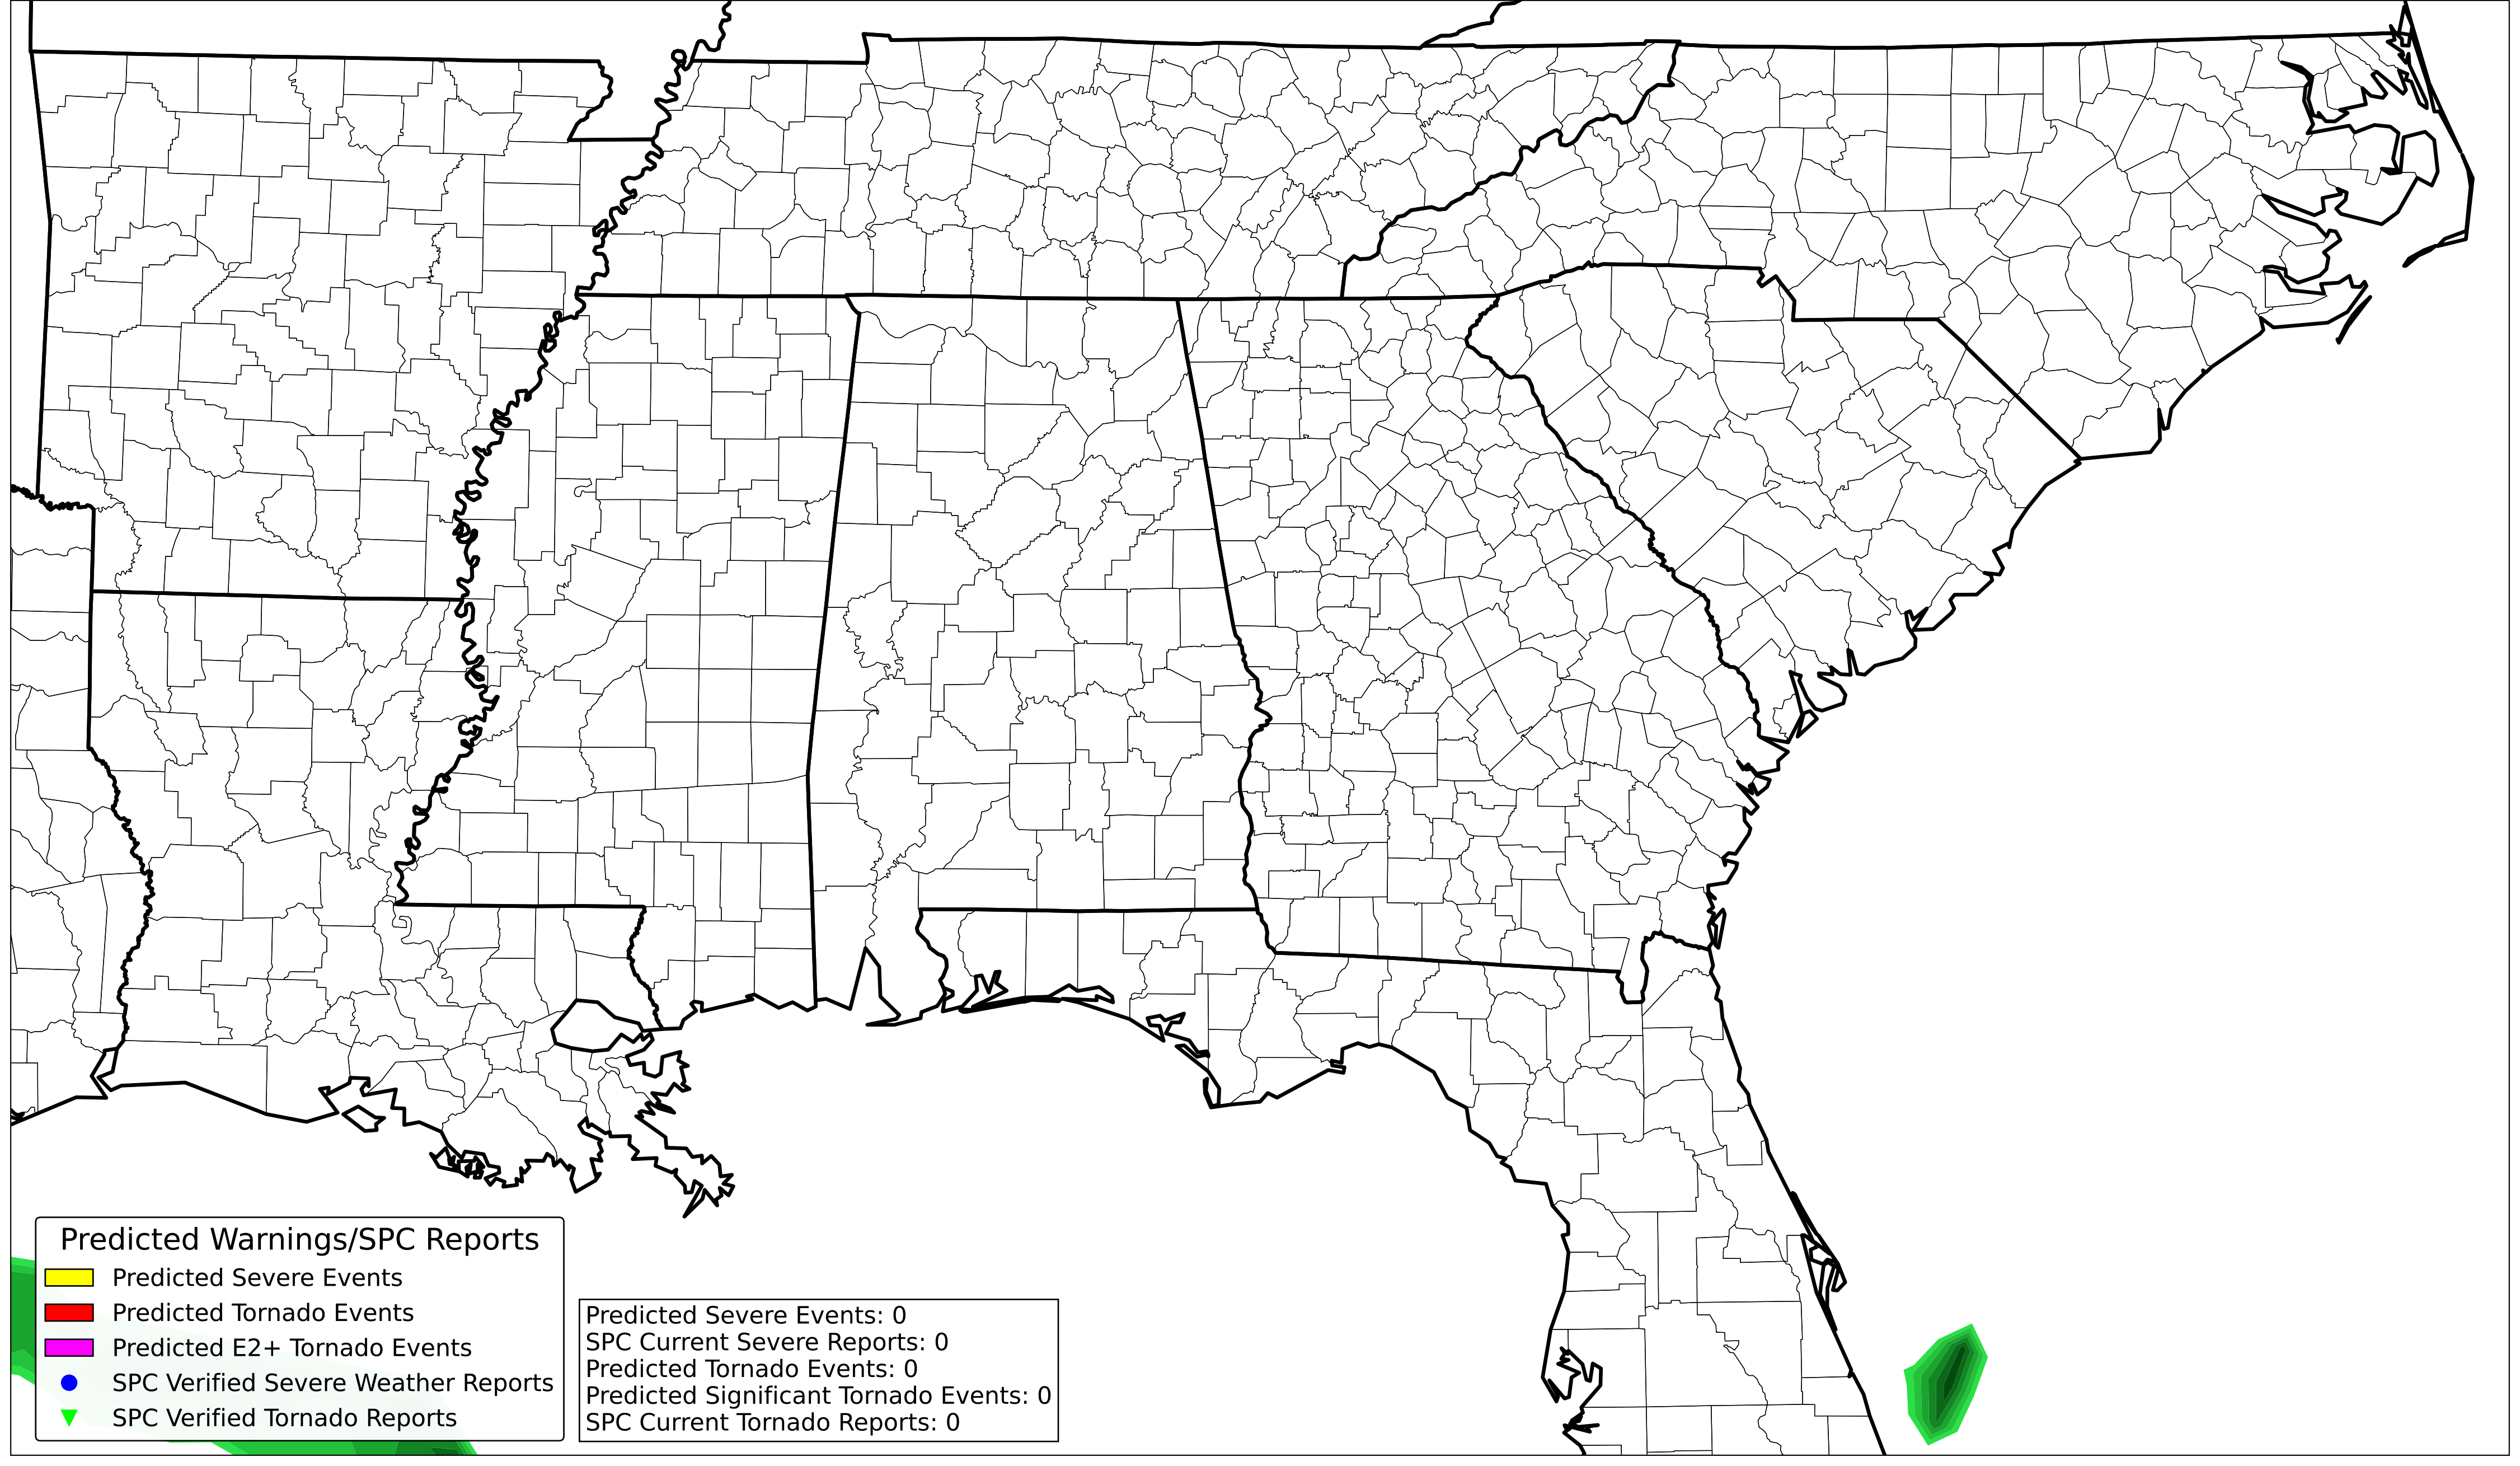 Predicted Warnings/SPC Reports
Predicted Severe Events
Predicted Tornado Events
Predicted E2+ Tornado Events
SPC Verified Severe Weather Reports
SPC Verified Tornado Reports
Predicted Severe Events: 0
SPC Current Severe Reports: 0
Predicted Tornado Events: 0
Predicted Significant Tornado Events: 0
SPC Current Tornado Reports: 0